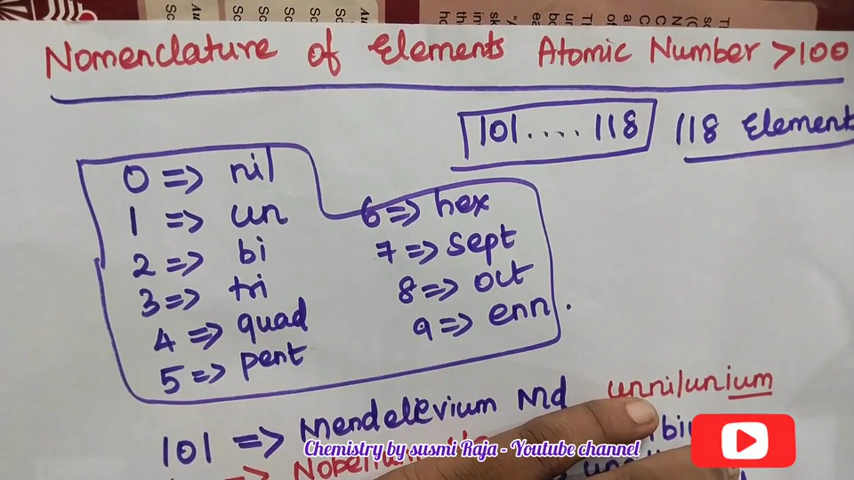 Nomenclature of Elements Atomic Number >100
101....118 118 Element
0 => nil
1 => un
2 => bi
3 => tri
4 => quad
5 => pent
6 => hex
7 => sept
8 => oct
9 => enn.
101 => Mendelevium Md unnilunium
Chemistry by susmi Raja - Youtube channel